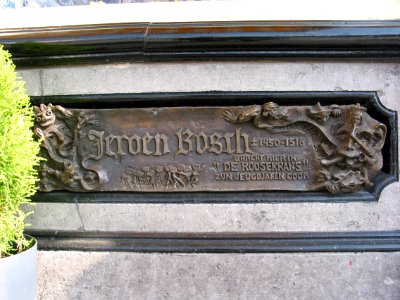 Jeroen Bosch ±1450-1516
BRACHT HIER IN
"DE ROOSEKRANS"
ZIJN JEUGDJAREN DOOR